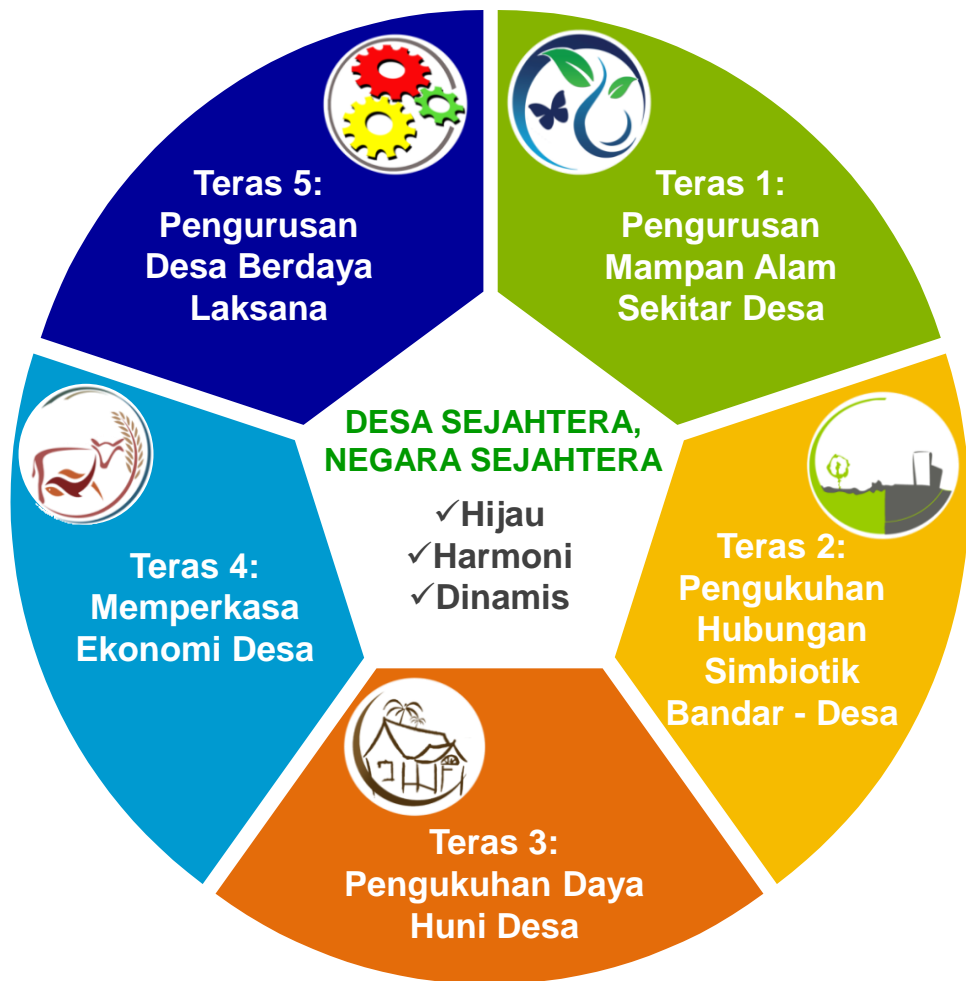 Teras 5:
Pengurusan
Desa Berdaya
Laksana
Teras 1:
Pengurusan
Mampan Alam
Sekitar Desa
DESA SEJAHTERA,
NEGARA SEJAHTERA
✓Hijau
✓Harmoni
✓Dinamis
Teras 4:
Memperkasa
Ekonomi Desa
Teras 2:
Pengukuhan
Hubungan
Simbiotik
Bandar - Desa
Teras 3:
Pengukuhan Daya
Huni Desa